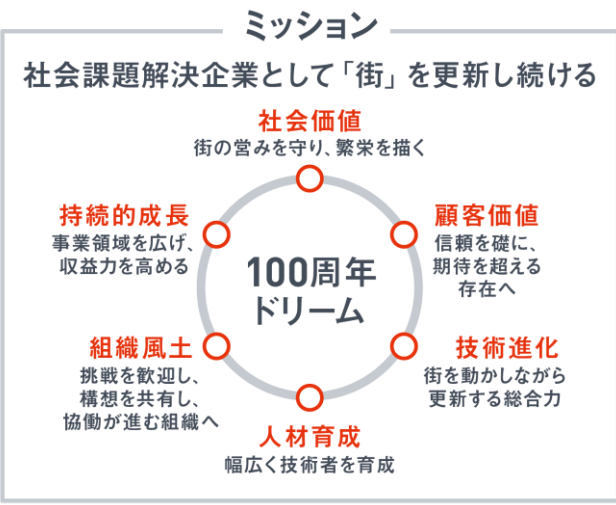 ミッション
社会課題解決企業として「街」を更新し続ける
社会価値
街の営みを守り、繁栄を描く
顧客価値
信頼を礎に、
期待を超える
存在へ
技術進化
街を動かしながら
更新する総合力
人材育成
幅広く技術者を育成
組織風土
挑戦を歓迎し、
構想を共有し、
協働が進む組織へ
持続的成長
事業領域を広げ、
収益力を高める
100周年
ドリーム